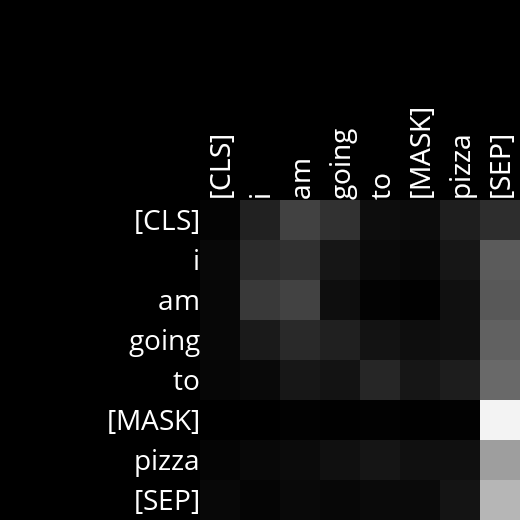 [CLS] i am going to [MASK] pizza [SEP]
[CLS]
i
am
going
to
[MASK]
pizza
[SEP]